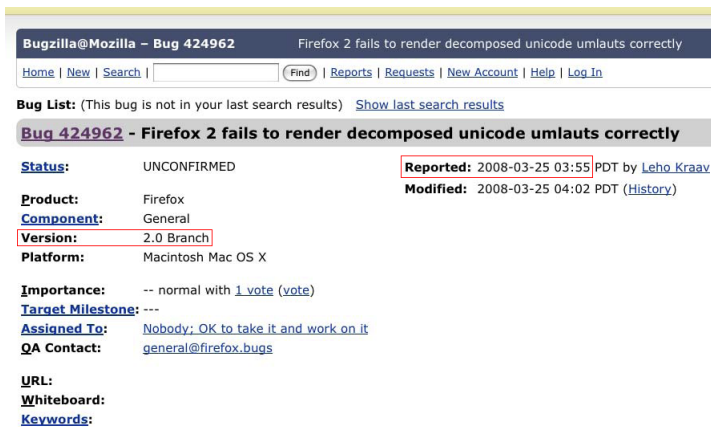 Bugzilla@Mozilla – Bug 424962 Firefox 2 fails to render decomposed unicode umlauts correctly
Home | New | Search | Find | Reports | Requests | New Account | Help | Log In
Bug List: (This bug is not in your last search results) Show last search results
Bug 424962 - Firefox 2 fails to render decomposed unicode umlauts correctly
Status: UNCONFIRMED Reported: 2008-03-25 03:55 PDT by Leho Kraav
Modified: 2008-03-25 04:02 PDT (History)
Product: Firefox
Component: General
Version: 2.0 Branch
Platform: Macintosh Mac OS X
Importance: -- normal with 1 vote (vote)
Target Milestone: ---
Assigned To: Nobody; OK to take it and work on it
QA Contact: general@firefox.bugs
URL:
Whiteboard:
Keywords: